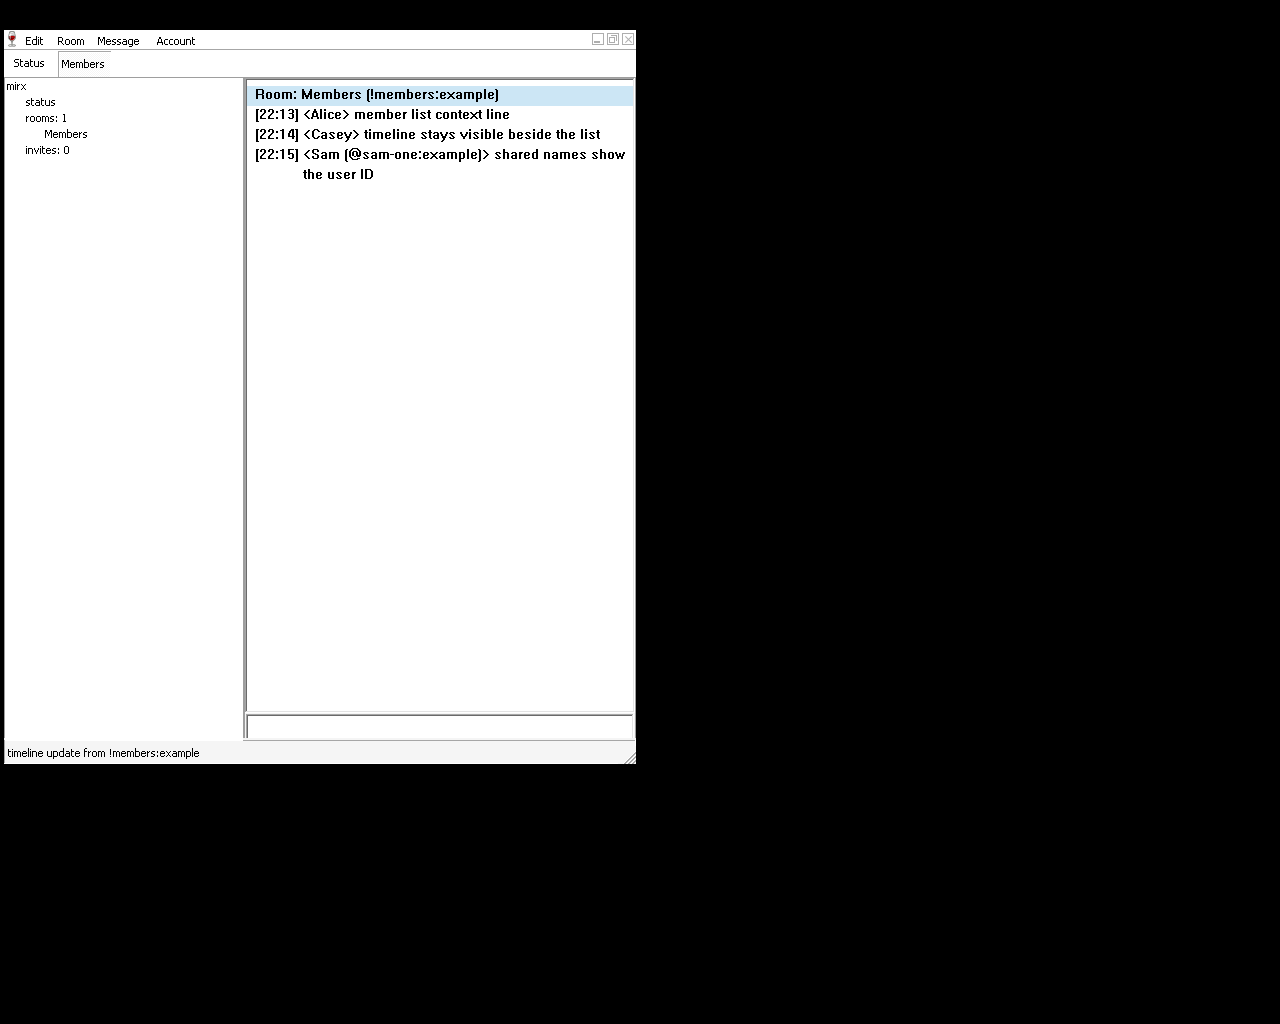 Edit Room Message Account
Status Members
mirx
status
rooms: 1
Members
invites: 0
Room: Members (!members:example)
[22:13] <Alice> member list context line
[22:14] <Casey> timeline stays visible beside the list
[22:15] <Sam (@sam-one:example)> shared names show
the user ID
timeline update from !members:example